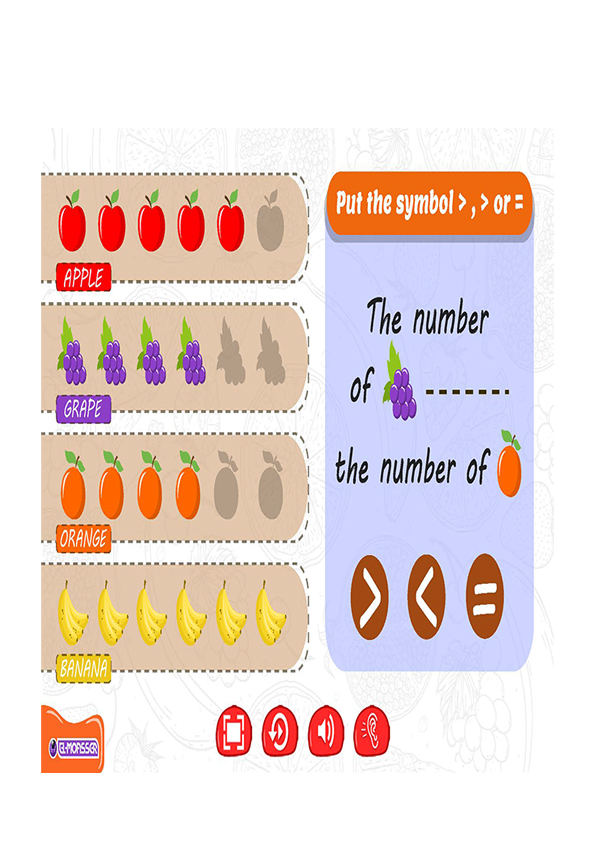 APPLE
GRAPE
ORANGE
BANANA
Put the symbol > , > or =
The number
of ---------
the number of
> < =
EL-MOASSER